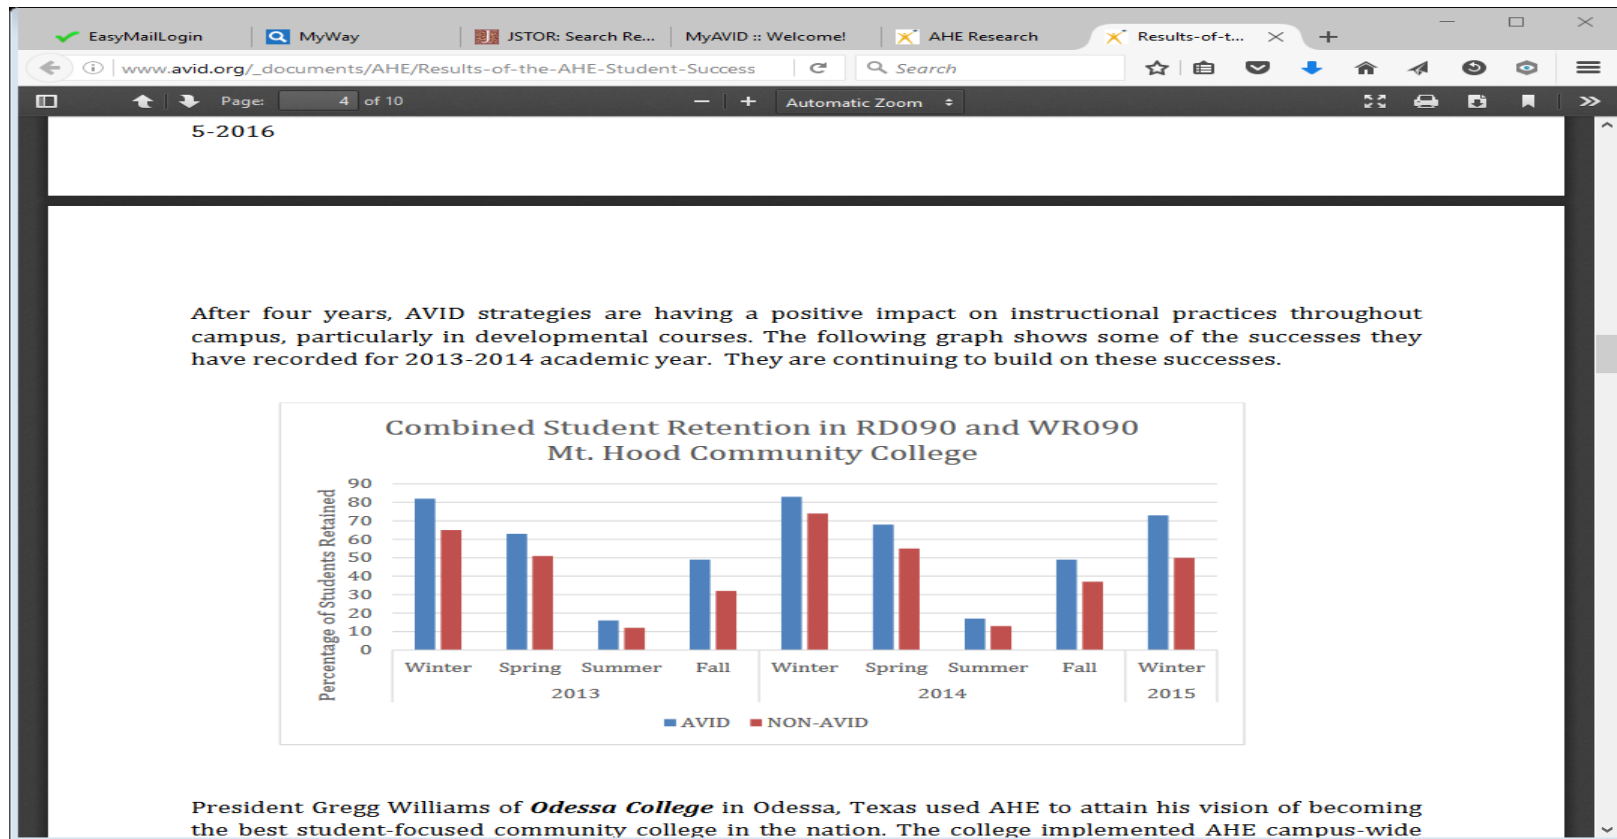 EasyMailLogin
MyWay
JSTOR: Search Re...
MyAVID :: Welcome!
AHE Research
Results-of-t...
www.avid.org/_documents/AHE/Results-of-the-AHE-Student-Success
Search
Page: 4 of 10
Automatic Zoom
5-2016
After four years, AVID strategies are having a positive impact on instructional practices throughout
campus, particularly in developmental courses. The following graph shows some of the successes they
have recorded for 2013-2014 academic year. They are continuing to build on these successes.
Combined Student Retention in RD090 and WR090
Mt. Hood Community College
Percentage of Students Retained
90
80
70
60
50
40
30
20
10
0
Winter Spring Summer Fall Winter Spring Summer Fall Winter
2013 2014 2015
AVID NON-AVID
President Gregg Williams of Odessa College in Odessa, Texas used AHE to attain his vision of becoming
the best student-focused community college in the nation. The college implemented AHE campus-wide